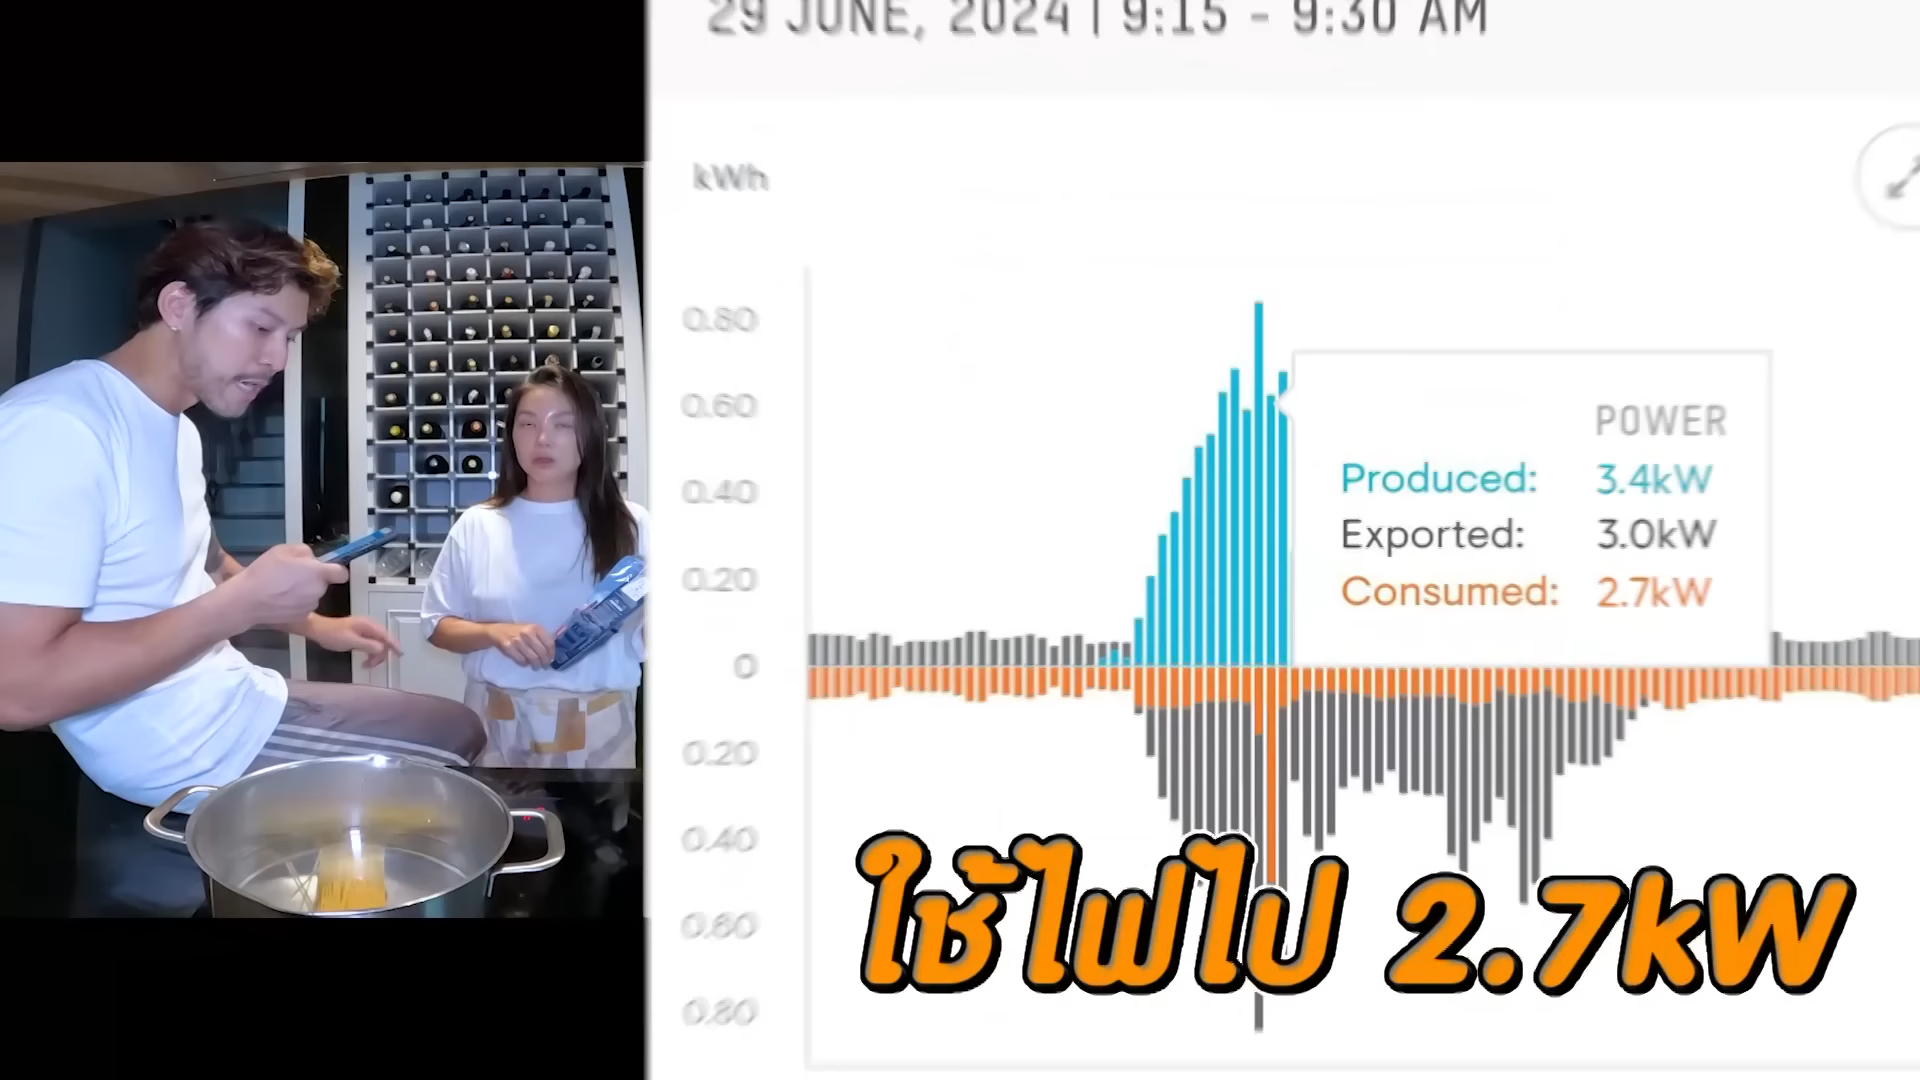 29 JUNE, 2024 | 9:15 - 9:30 AM
kWh
0.80
0.60
0.40
0.20
0
0.20
0.40
0.60
0.80
POWER
Produced: 3.4kW
Exported: 3.0kW
Consumed: 2.7kW
ใช้ไฟไป 2.7kW